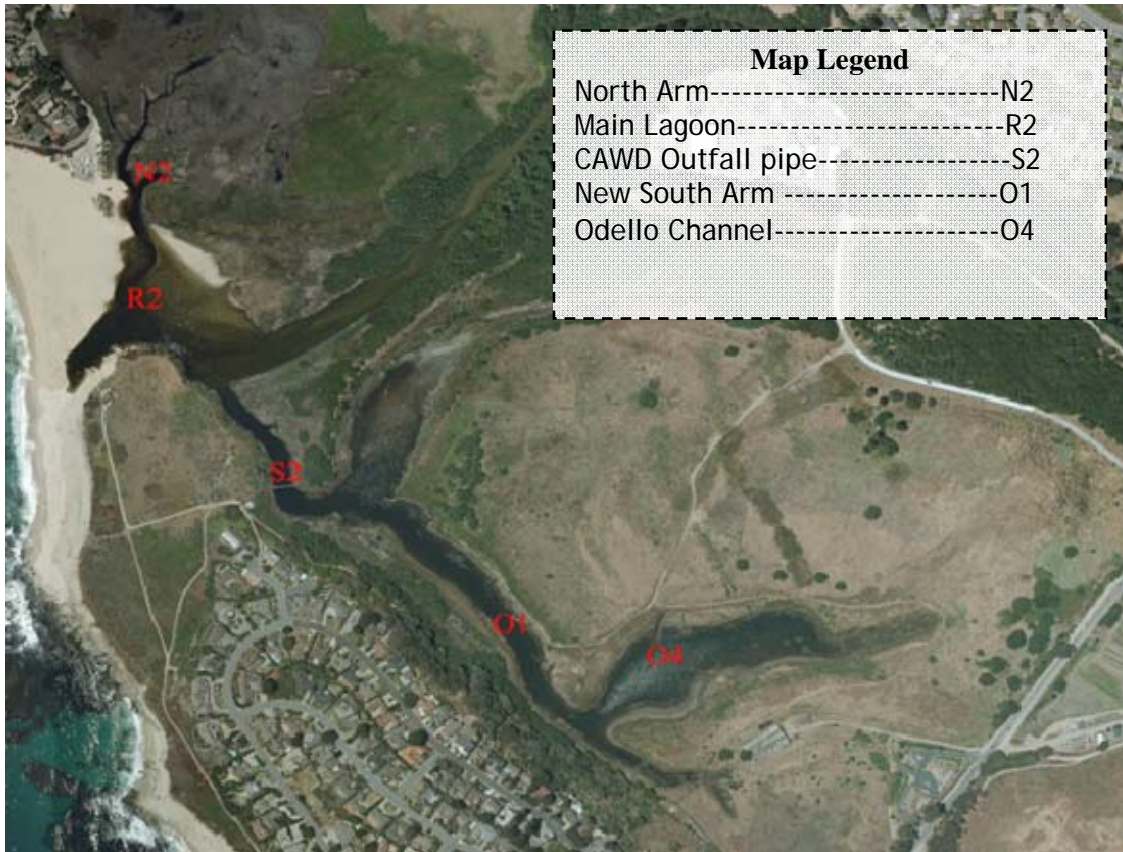 Map Legend
North Arm---------------------------N2
Main Lagoon-------------------------R2
CAWD Outfall pipe------------------S2
New South Arm --------------------O1
Odello Channel---------------------O4
N2
R2
S2
O1
O4